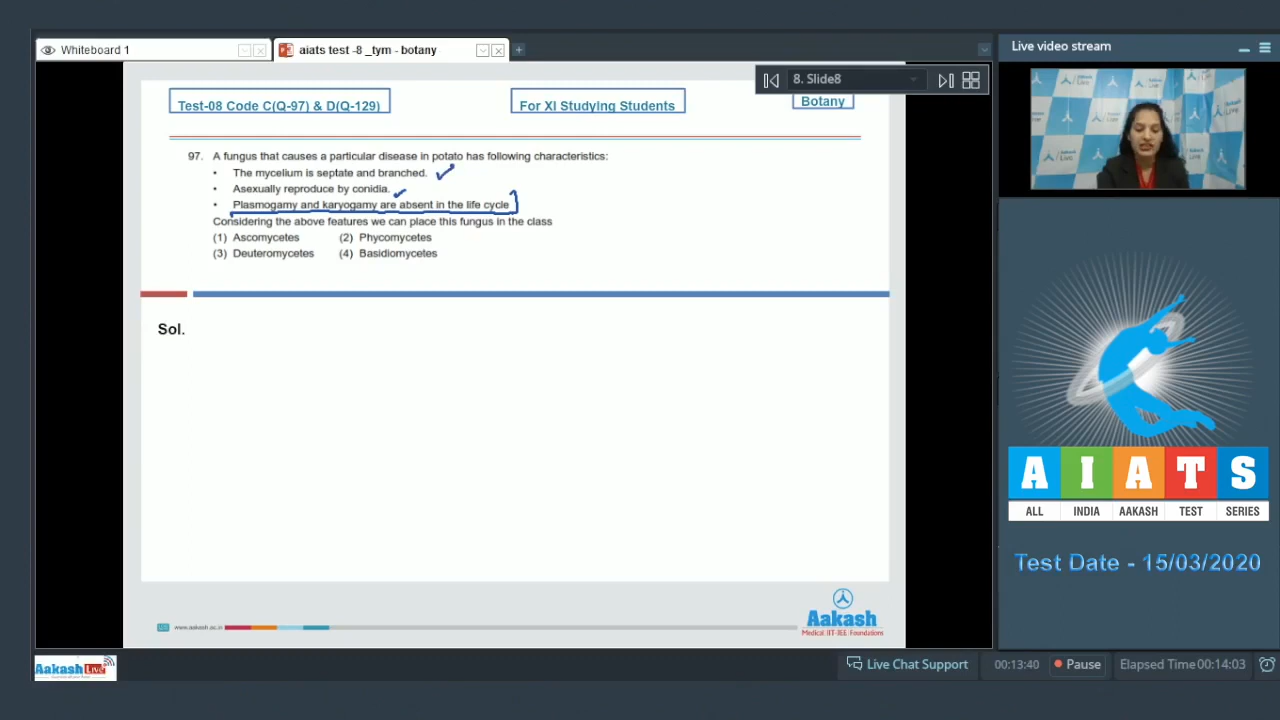 Whiteboard 1
aiats test -8 _tym - botany
Live video stream
8. Slide8
Test-08 Code C(Q-97) & D(Q-129)
For XI Studying Students
Botany
97. A fungus that causes a particular disease in potato has following characteristics:
• The mycelium is septate and branched.
• Asexually reproduce by conidia.
• Plasmogamy and karyogamy are absent in the life cycle
Considering the above features we can place this fungus in the class
(1) Ascomycetes (2) Phycomycetes
(3) Deuteromycetes (4) Basidiomycetes
Sol.
A I A T S
ALL INDIA AAKASH TEST SERIES
Test Date - 15/03/2020
www.aakash.ac.in
Aakash
Medical|IIT-JEE|Foundations
Aakash Live
Live Chat Support
00:13:40
Pause
Elapsed Time 00:14:03